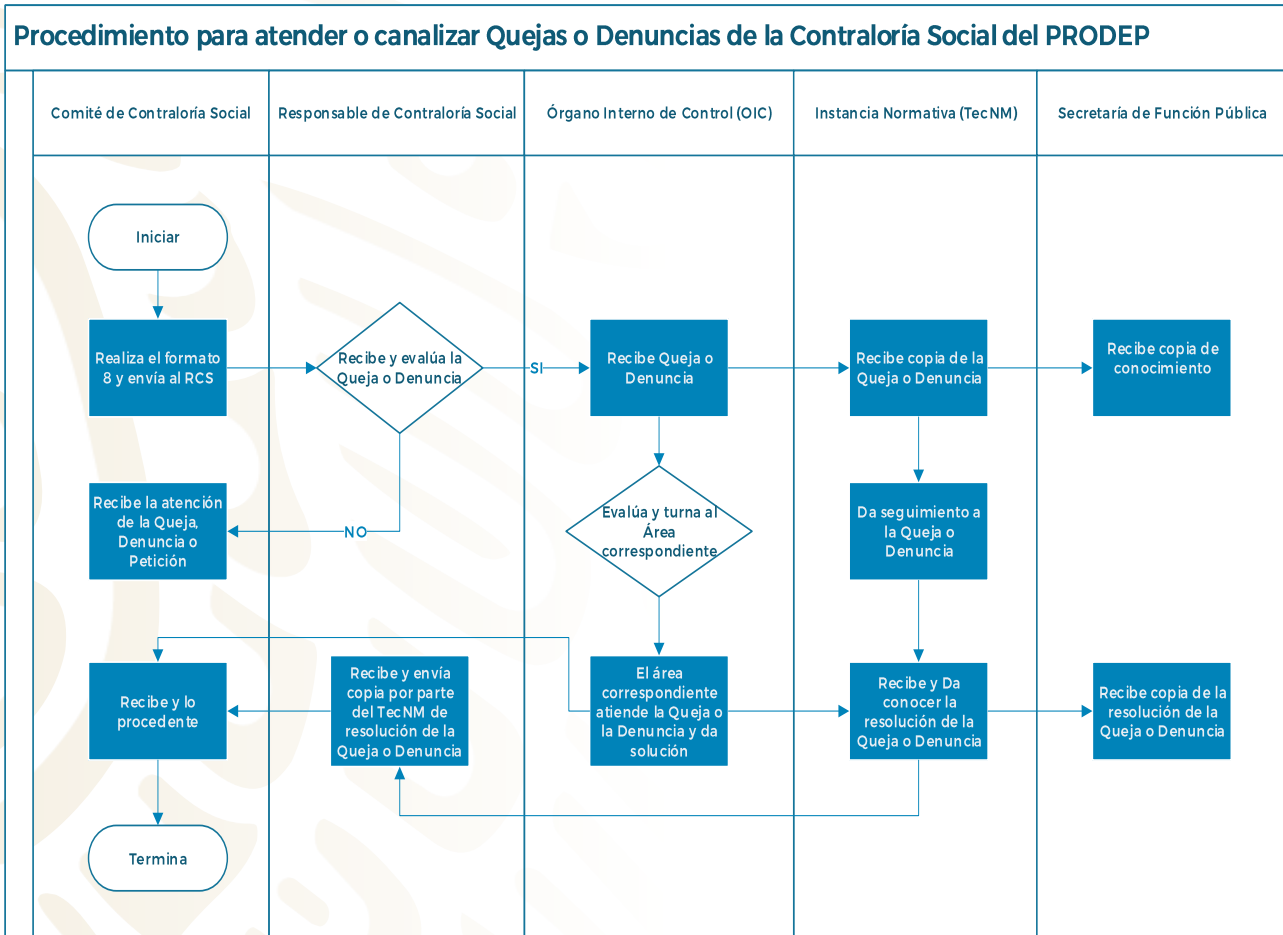 Procedimiento para atender o canalizar Quejas o Denuncias de la Contraloría Social del PRODEP
Comité de Contraloría Social
Responsable de Contraloría Social
Órgano Interno de Control (OIC)
Instancia Normativa (TecNM)
Secretaría de Función Pública
Iniciar
Realiza el formato
8 y envía al RCS
Recibe y evalúa la
Queja o Denuncia
SI
Recibe Queja o
Denuncia
Recibe copia de la
Queja o Denuncia
Recibe copia de
conocimiento
Recibe la atención
de la Queja,
Denuncia o
Petición
NO
Evalúa y turna al
Área
correspondiente
Da seguimiento a
la Queja o
Denuncia
Recibe y lo
procedente
Recibe y envía
copia por parte
del TecNM de
resolución de la
Queja o Denuncia
El área
correspondiente
atiende la Queja o
la Denuncia y da
solución
Recibe y Da
conocer la
resolución de la
Queja o Denuncia
Recibe copia de la
resolución de la
Queja o Denuncia
Termina